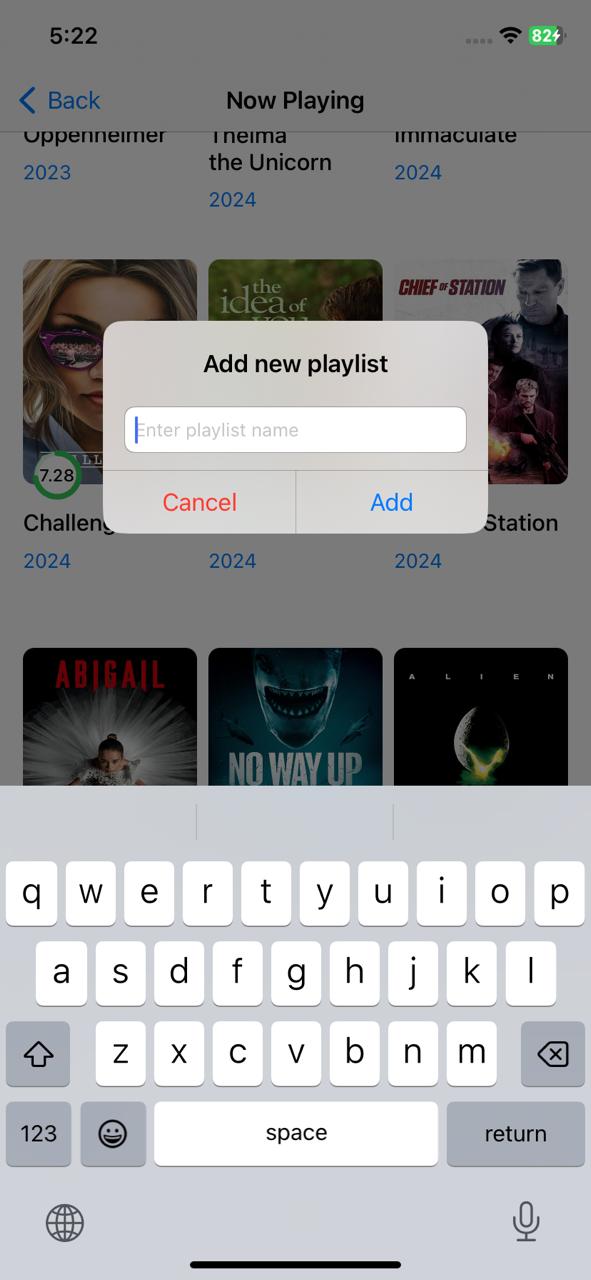 5:22
82
Back
Now Playing
Oppenheimer
Thelma
the Unicorn
Immaculate
2023
2024
2024
the
idea of
YOU
CHIEF OF STATION
Add new playlist
Enter playlist name
7.28
Cancel
Add
Challeng
Station
2024
2024
2024
ABIGAIL
NO WAY UP
A L I E N
q w e r t y u i o p
a s d f g h j k l
z x c v b n m
123
space
return